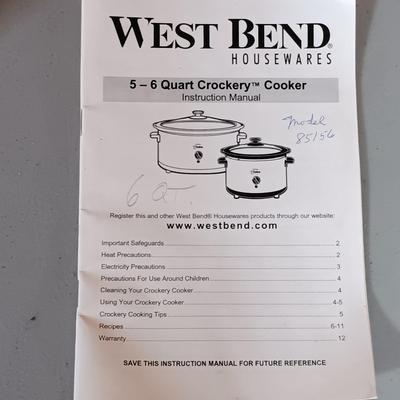 WEST BEND®
HOUSEWARES
5 – 6 Quart Crockery™ Cooker
Instruction Manual
Model
85156
6 QT.
Register this and other West Bend® Housewares products through our website:
www.westbend.com
Important Safeguards 2
Heat Precautions 2
Electricity Precautions 3
Precautions For Use Around Children 4
Cleaning Your Crockery Cooker 4
Using Your Crockery Cooker 4-5
Crockery Cooking Tips 5
Recipes 6-11
Warranty 12
SAVE THIS INSTRUCTION MANUAL FOR FUTURE REFERENCE